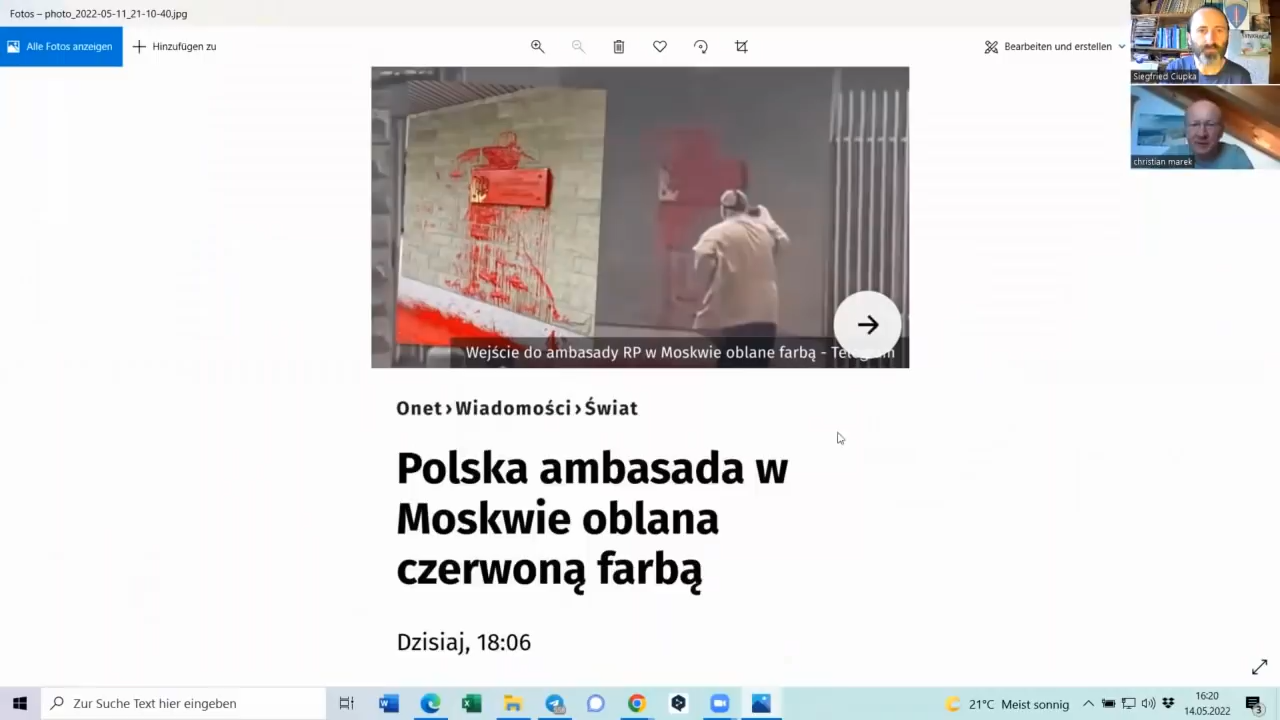 Fotos – photo_2022-05-11_21-10-40.jpg
Alle Fotos anzeigen
Hinzufügen zu
Bearbeiten und erstellen
Siegfried Ciupka
christian marek
Wejście do ambasady RP w Moskwie oblane farbą - Telegram
Onet›Wiadomości›Świat
Polska ambasada w
Moskwie oblana
czerwoną farbą
Dzisiaj, 18:06
Zur Suche Text hier eingeben
21°C Meist sonnig
16:20
14.05.2022
3